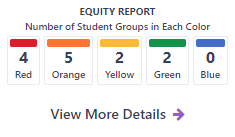 EQUITY REPORT
Number of Student Groups in Each Color
4 5 2 2 0
Red Orange Yellow Green Blue
View More Details